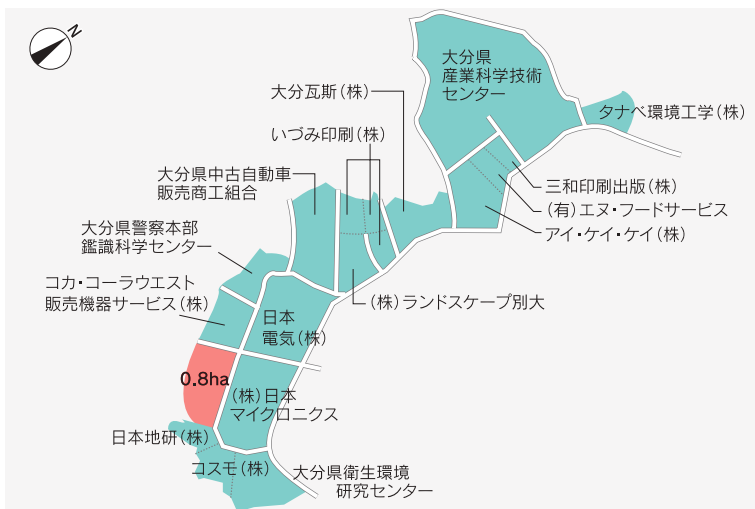 N
大分県
産業科学技術
センター
タナベ環境工学(株)
大分瓦斯(株)
いづみ印刷(株)
大分県中古自動車
販売商工組合
三和印刷出版(株)
(有)エヌ・フードサービス
アイ・ケイ・ケイ(株)
大分県警察本部
鑑識科学センター
コカ・コーラウエスト
販売機器サービス(株)
(株)ランドスケープ別大
日本
電気(株)
0.8ha
(株)日本
マイクロニクス
日本地研(株)
コスモ(株)
大分県衛生環境
研究センター